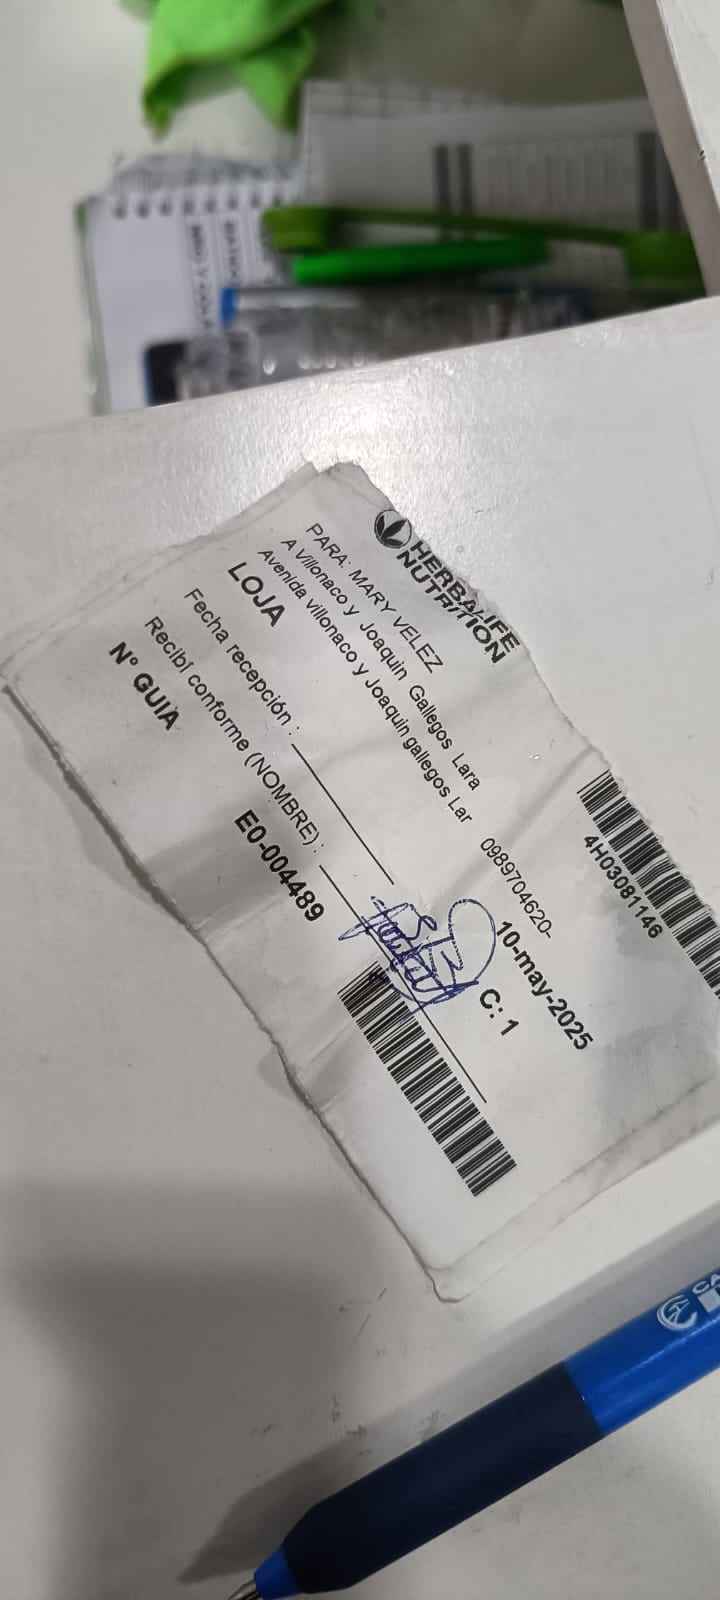 HERBALIFE
NUTRITION
4H03081146
PARA: MARY VELEZ
A Villonaco y Joaquin Gallegos Lara
Avenida villonaco y Joaquin gallegos Lar
0989704620-
LOJA
10-may-2025
Fecha recepción :
C: 1
Recibí conforme (NOMBRE) :
Nº GUIA
E0-004489